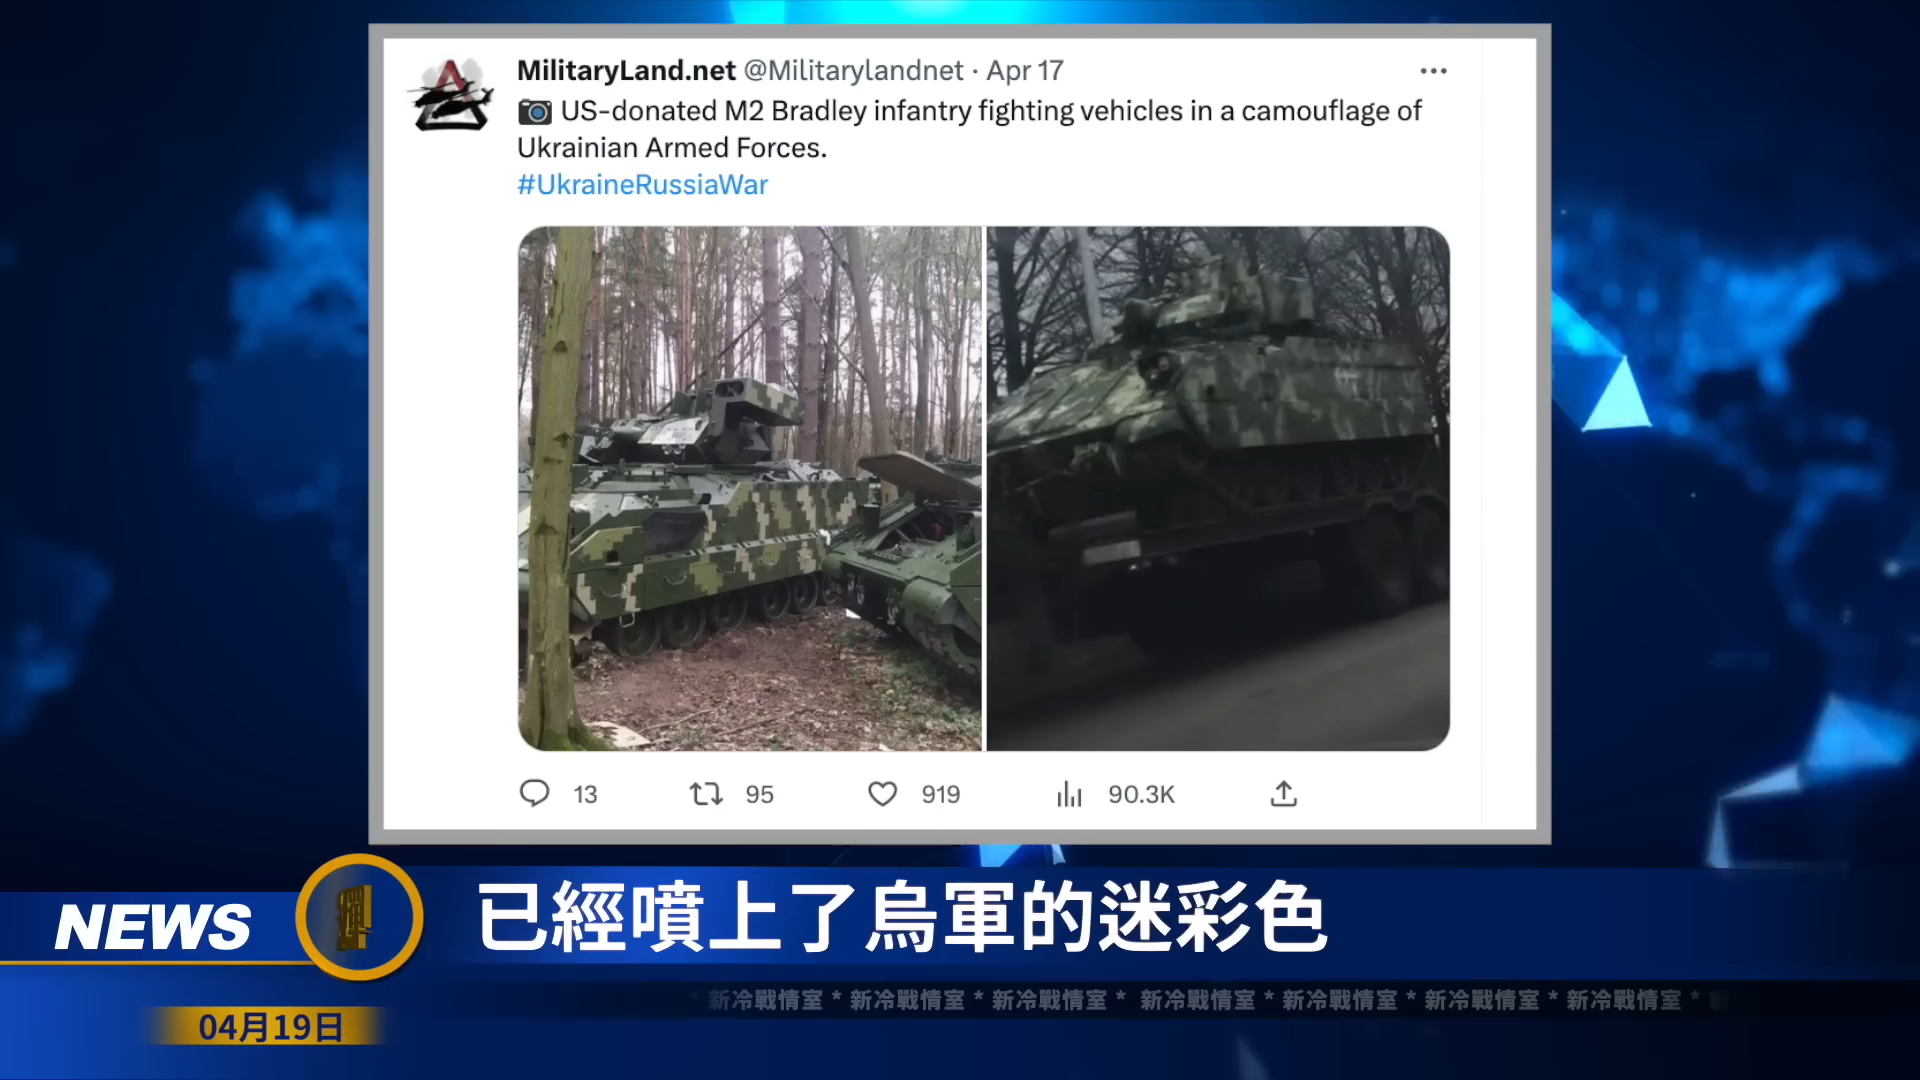 MilitaryLand.net @Militarylandnet · Apr 17
US-donated M2 Bradley infantry fighting vehicles in a camouflage of
Ukrainian Armed Forces.
#UkraineRussiaWar
13 95 919 90.3K
NEWS
已經噴上了烏軍的迷彩色
新冷戰情室 * 新冷戰情室 * 新冷戰情室 * 新冷戰情室 * 新冷戰情室 * 新冷戰情室 * 新冷戰情室 *
04月19日